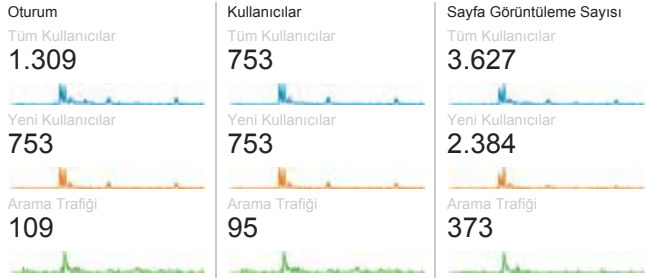 Oturum
Tüm Kullanıcılar
1.309
Yeni Kullanıcılar
753
Arama Trafiği
109
Kullanıcılar
Tüm Kullanıcılar
753
Yeni Kullanıcılar
753
Arama Trafiği
95
Sayfa Görüntüleme Sayısı
Tüm Kullanıcılar
3.627
Yeni Kullanıcılar
2.384
Arama Trafiği
373